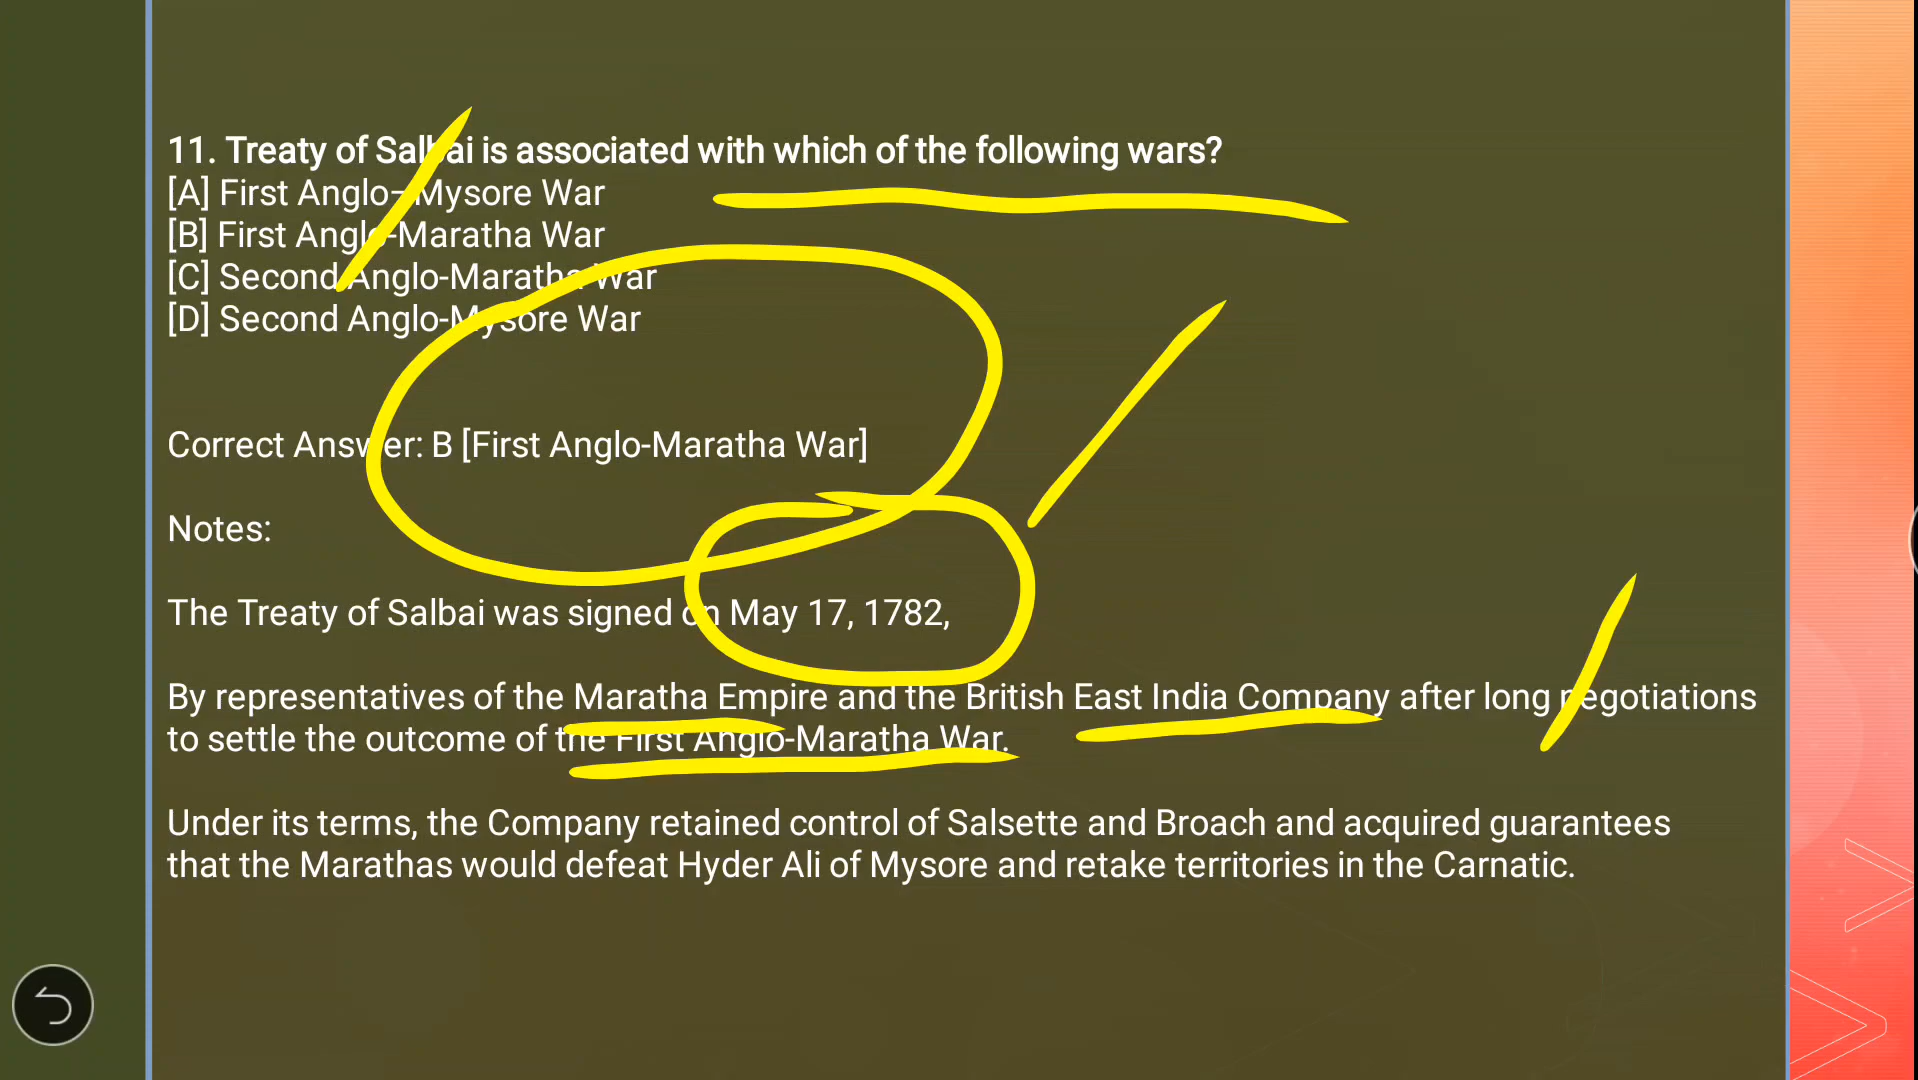 11. Treaty of Salbai is associated with which of the following wars?
[A] First Anglo-Mysore War
[B] First Anglo-Maratha War
[C] Second Anglo-Maratha War
[D] Second Anglo-Mysore War
Correct Answer: B [First Anglo-Maratha War]
Notes:
The Treaty of Salbai was signed on May 17, 1782,
By representatives of the Maratha Empire and the British East India Company after long negotiations
to settle the outcome of the First Anglo-Maratha War.
Under its terms, the Company retained control of Salsette and Broach and acquired guarantees
that the Marathas would defeat Hyder Ali of Mysore and retake territories in the Carnatic.